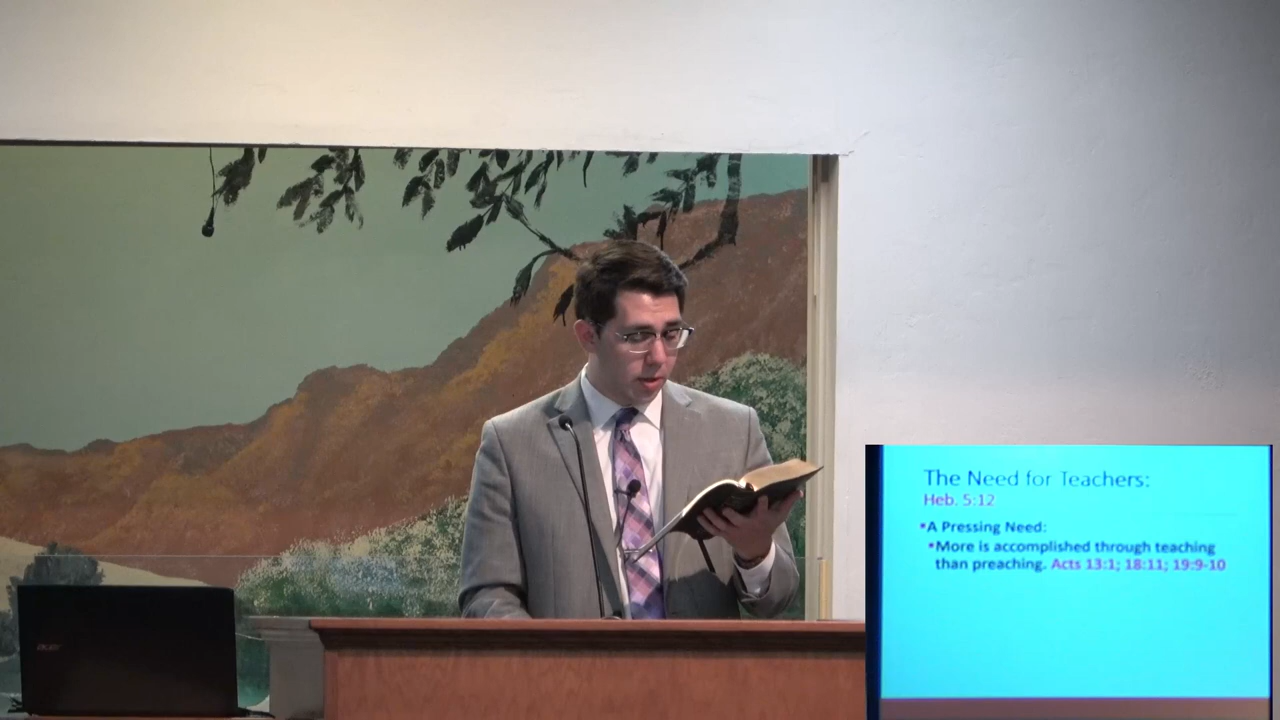 acer
The Need for Teachers:
Heb. 5:12
A Pressing Need:
More is accomplished through teaching
than preaching. Acts 13:1; 18:11; 19:9-10